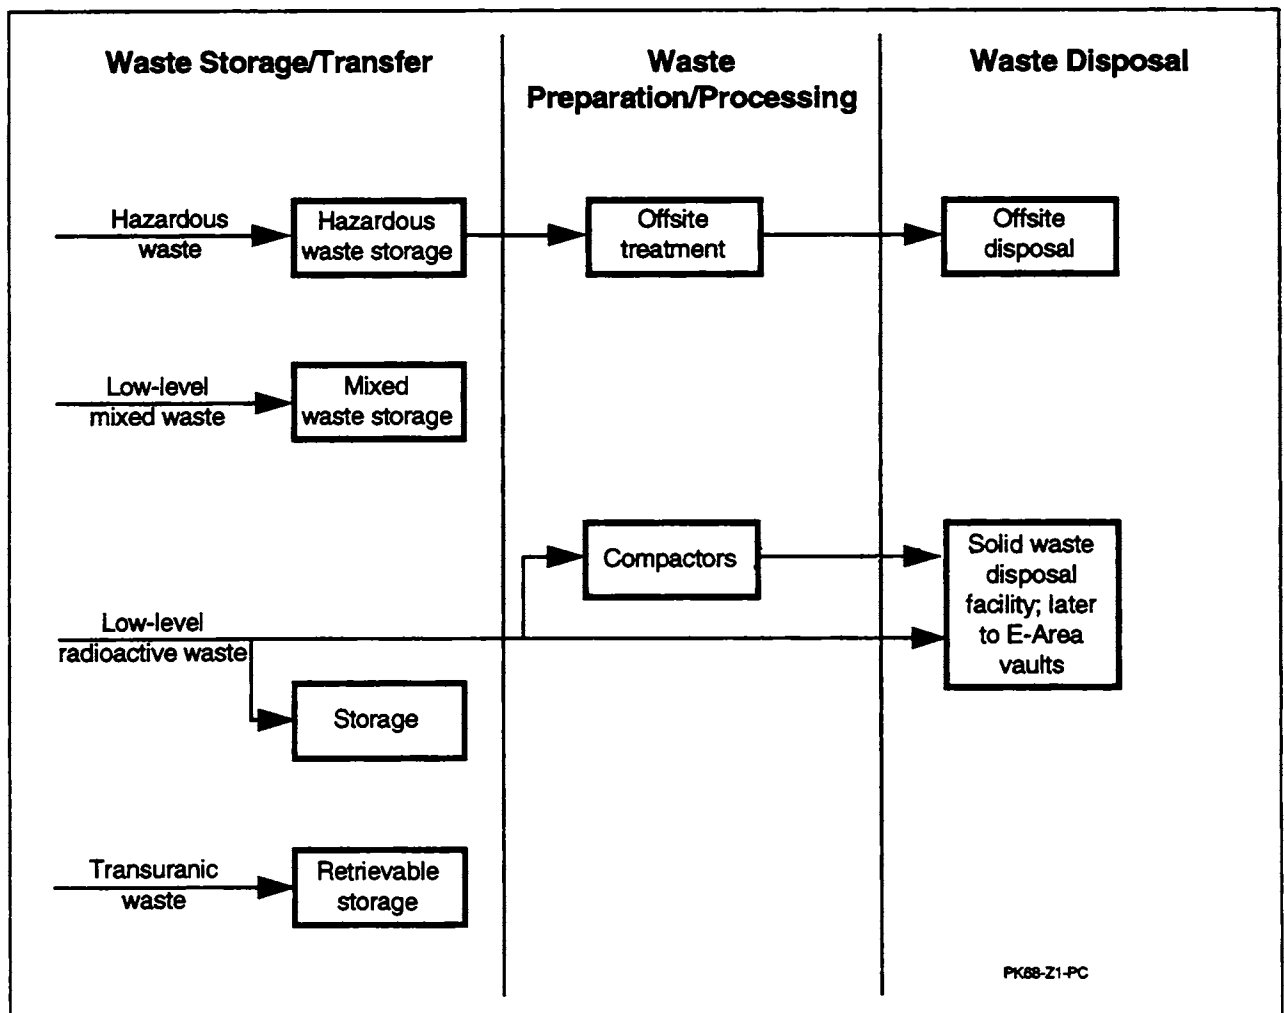 Waste Storage/Transfer
Waste
Preparation/Processing
Waste Disposal
Hazardous
waste
Hazardous
waste storage
Offsite
treatment
Offsite
disposal
Low-level
mixed waste
Mixed
waste storage
Compactors
Solid waste
disposal
facility; later
to E-Area
vaults
Low-level
radioactive waste
Storage
Transuranic
waste
Retrievable
storage
PK68-Z1-PC